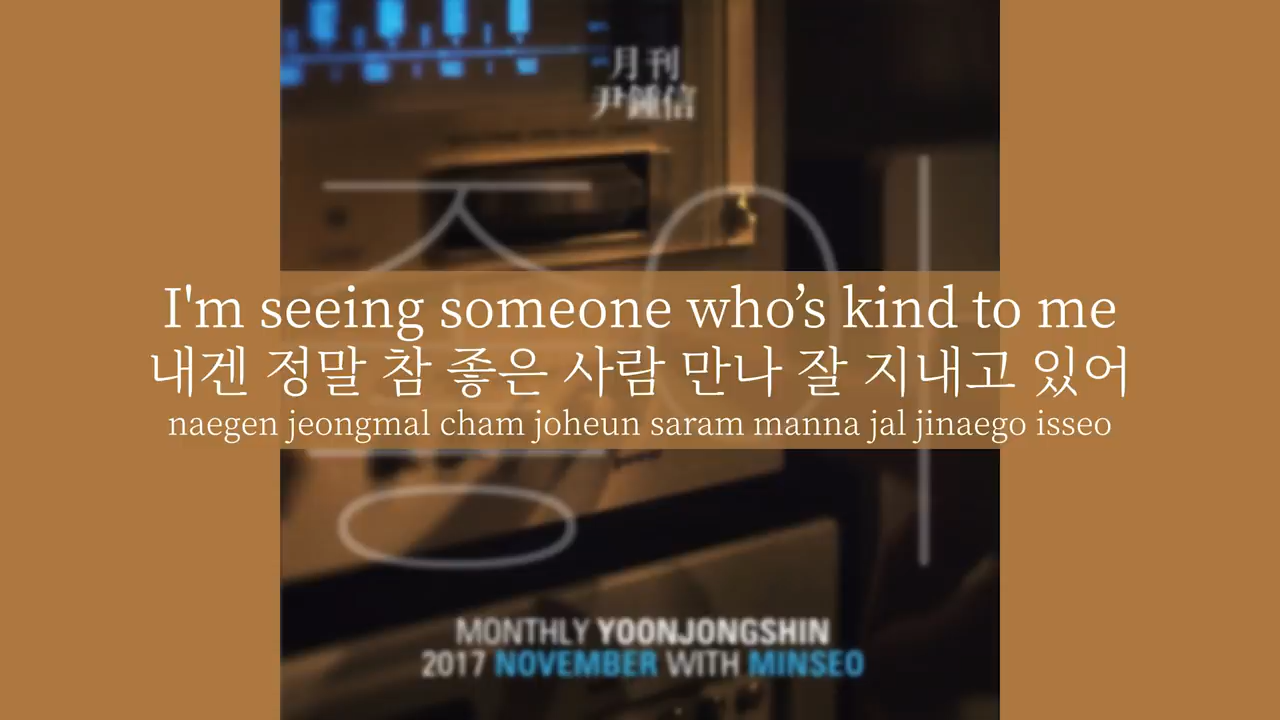 月刊
尹鍾信
좋아
I'm seeing someone who’s kind to me
내겐 정말 참 좋은 사람 만나 잘 지내고 있어
naegen jeongmal cham joheun saram manna jal jinaego isseo
MONTHLY YOONJONGSHIN
2017 NOVEMBER WITH MINSEO